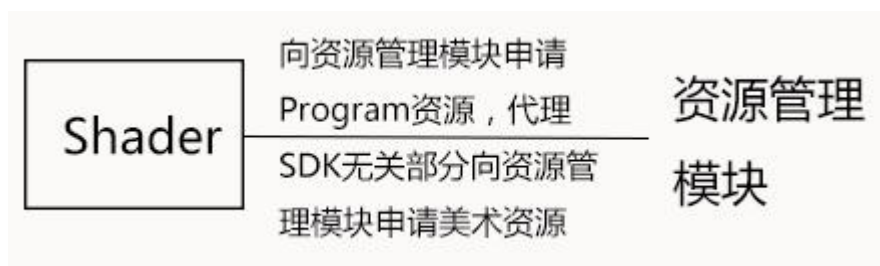 Shader
向资源管理模块申请
Program资源，代理
SDK无关部分向资源管
理模块申请美术资源
资源管理
模块